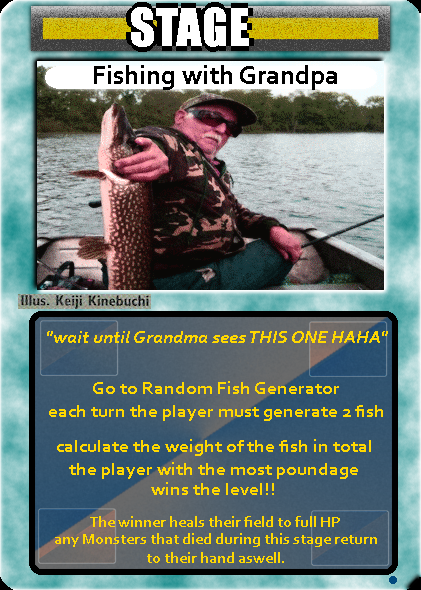 STAGE
Fishing with Grandpa
Illus. Keiji Kinebuchi
"wait until Grandma sees THIS ONE HAHA"
Go to Random Fish Generator
each turn the player must generate 2 fish
calculate the weight of the fish in total
the player with the most poundage
wins the level!!
The winner heals their field to full HP
any Monsters that died during this stage return
to their hand aswell.